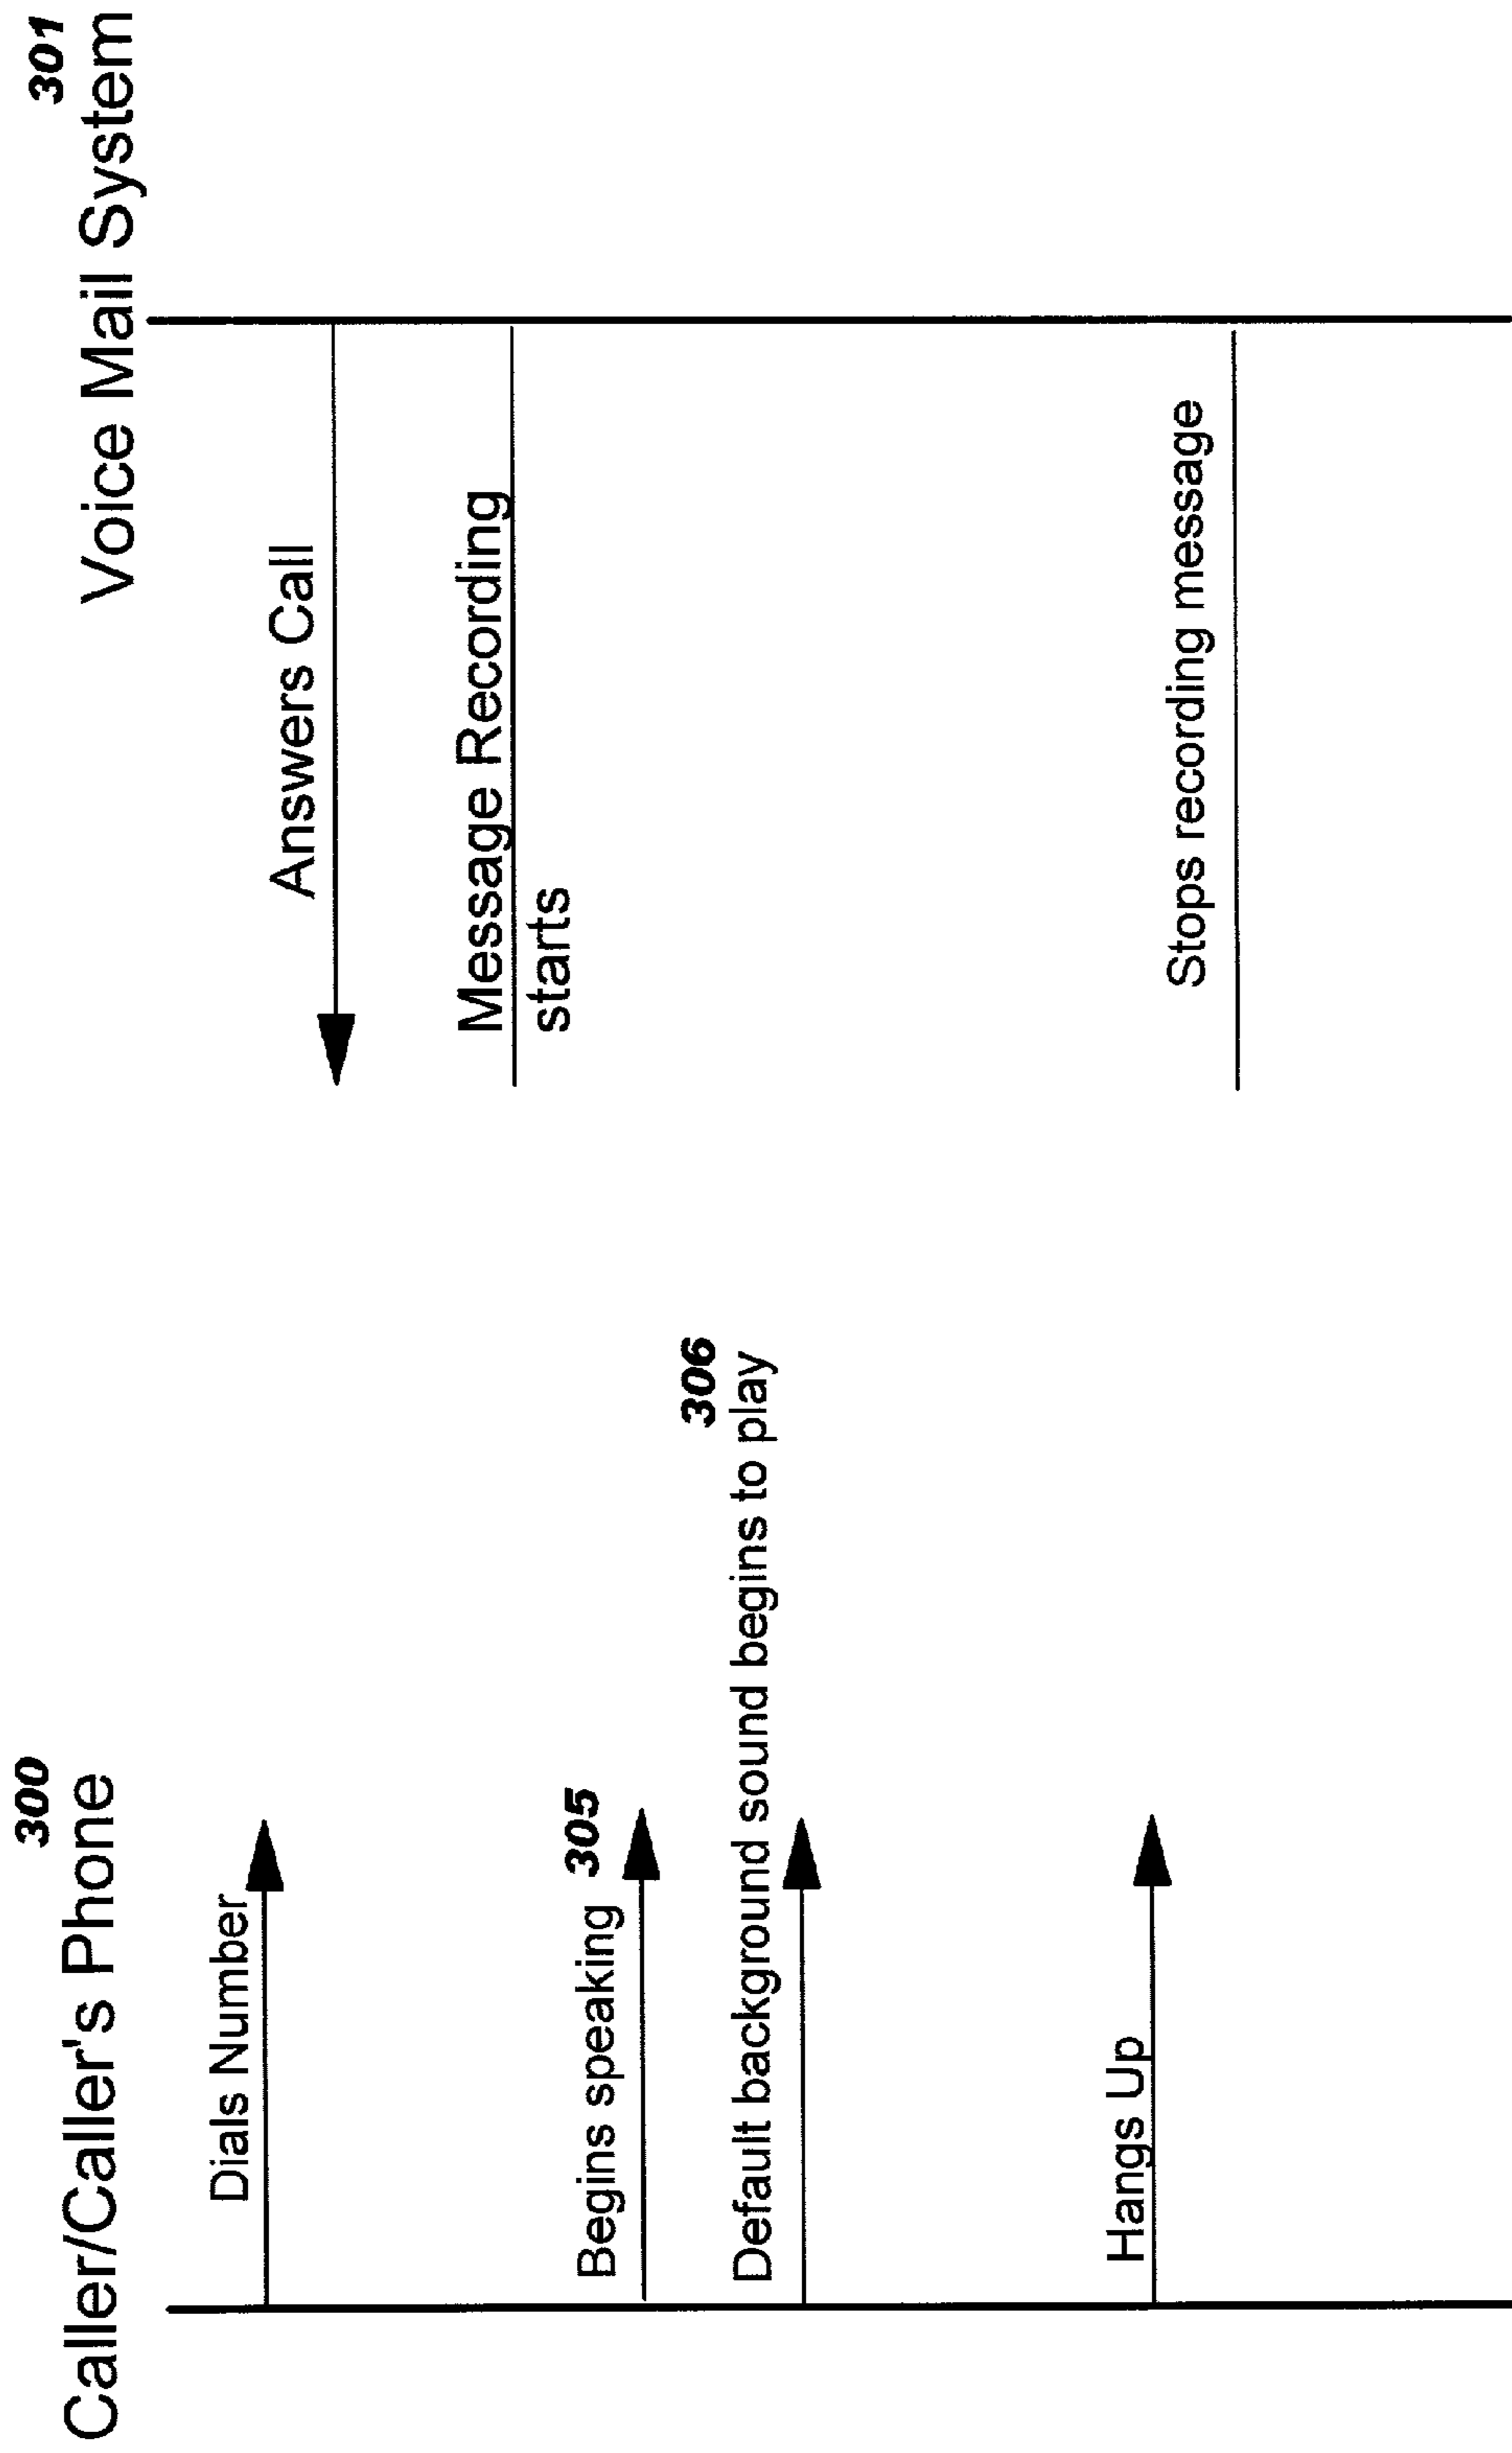 300
Caller/Caller's Phone
301
Voice Mail System
Dials Number
Answers Call
Message Recording
starts
Begins speaking 305
306
Default background sound begins to play
Hangs Up
Stops recording message